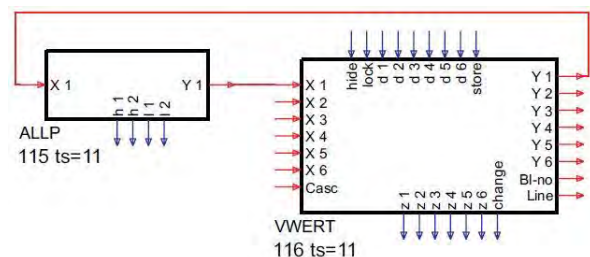 X 1
Y 1
h 1
h 2
l 1
l 2
ALLP
115 ts=11
hide
lock
d 1
d 2
d 3
d 4
d 5
d 6
store
X 1
X 2
X 3
X 4
X 5
X 6
Casc
Y 1
Y 2
Y 3
Y 4
Y 5
Y 6
BI-no
Line
z 1
z 2
z 3
z 4
z 5
z 6
change
VWERT
116 ts=11